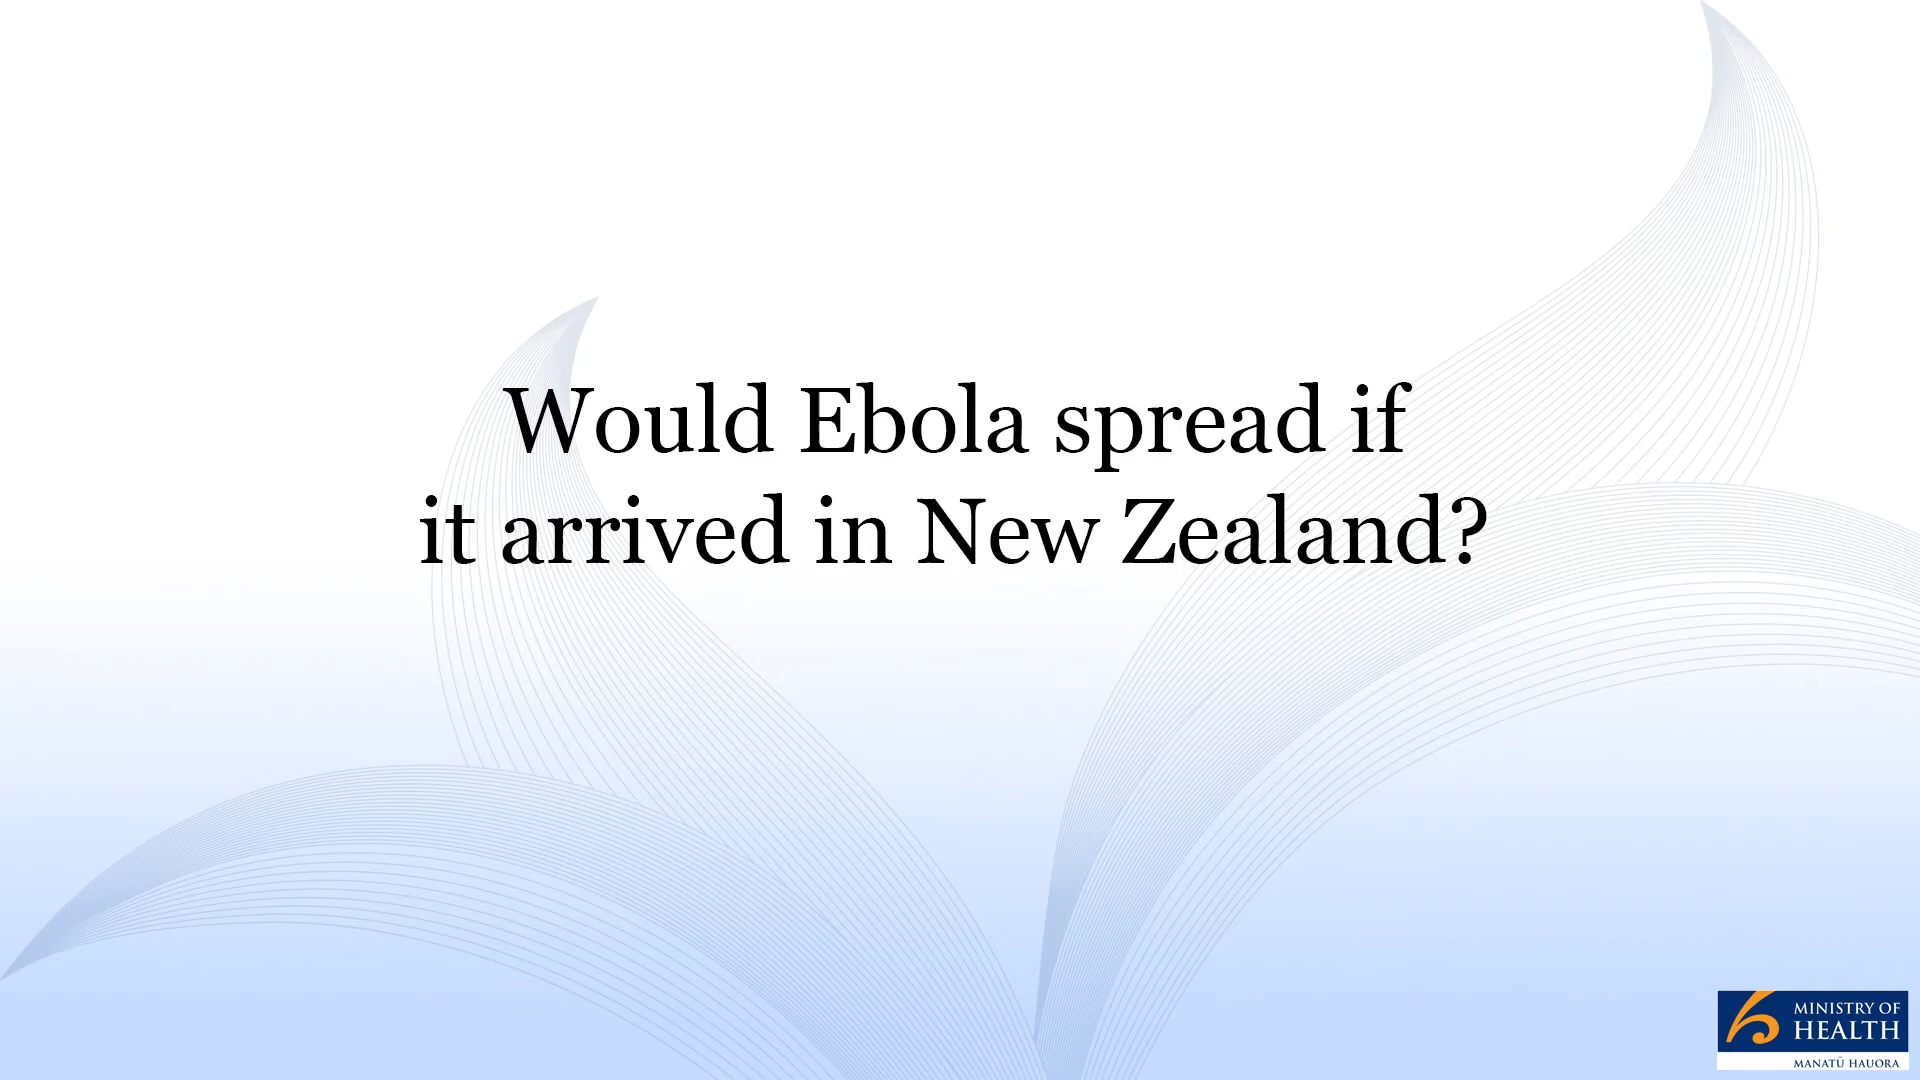 Would Ebola spread if
it arrived in New Zealand?
MINISTRY OF
HEALTH
MANATŪ HAUORA